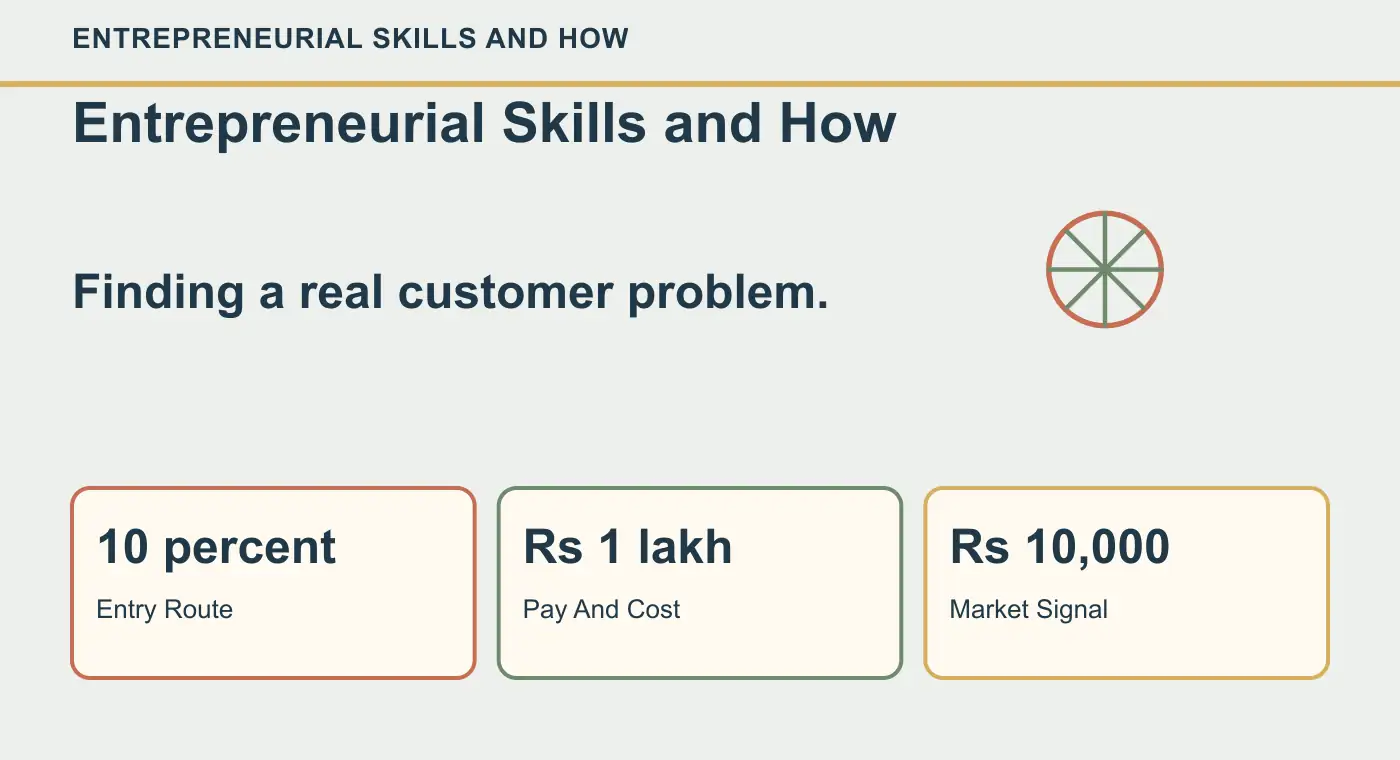 ENTREPRENEURIAL SKILLS AND HOW
Entrepreneurial Skills and How
Finding a real customer problem.
10 percent
Entry Route
Rs 1 lakh
Pay And Cost
Rs 10,000
Market Signal